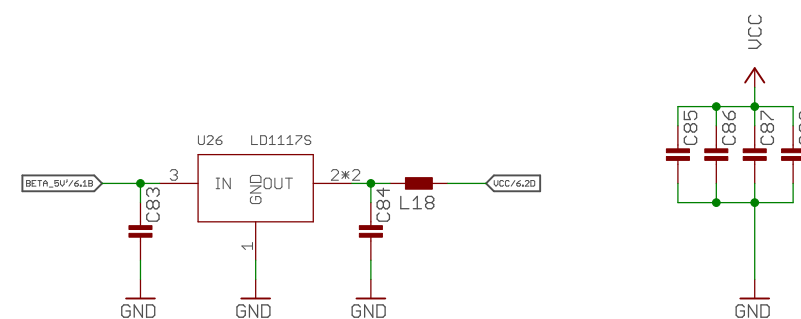 VCC
C85
C86
C87
U26 LD1117S
BETA_5V'/6.1B
3
IN
GND
OUT
2*2
VCC/6.2D
C83
C84
L18
1
GND
GND
GND
GND